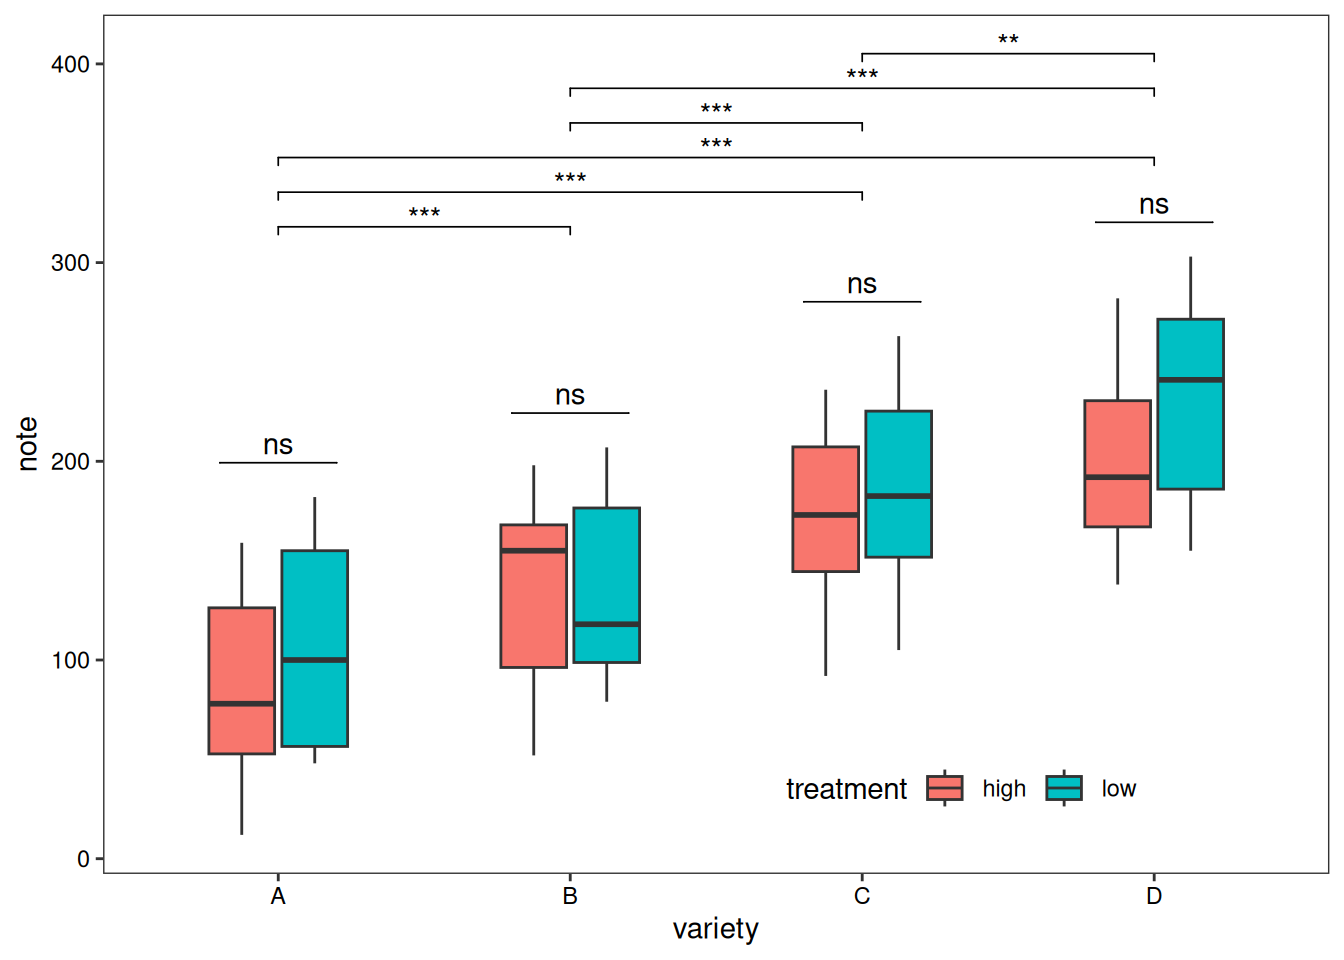 **
400
***
***
***
***
***
ns
300
ns
ns
note
200
ns
100
treatment high low
0
A B C D
variety